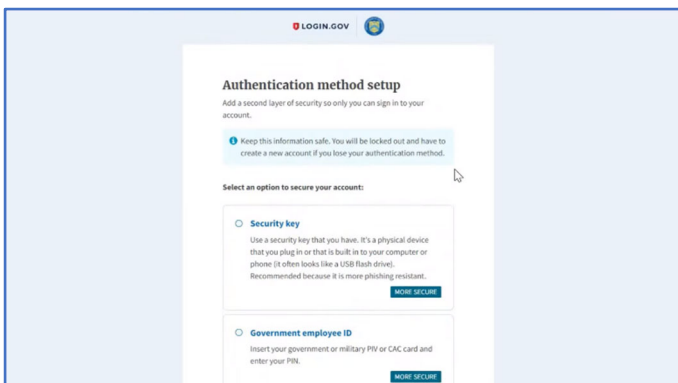 LOGIN.GOV
Authentication method setup
Add a second layer of security so only you can sign in to your
account.
Keep this information safe. You will be locked out and have to
create a new account if you lose your authentication method.
Select an option to secure your account:
Security key
Use a security key that you have. It's a physical device
that you plug in or that is built in to your computer or
phone (it often looks like a USB flash drive).
Recommended because it is more phishing resistant.
MORE SECURE
Government employee ID
Insert your government or military PIV or CAC card and
enter your PIN.
MORE SECURE